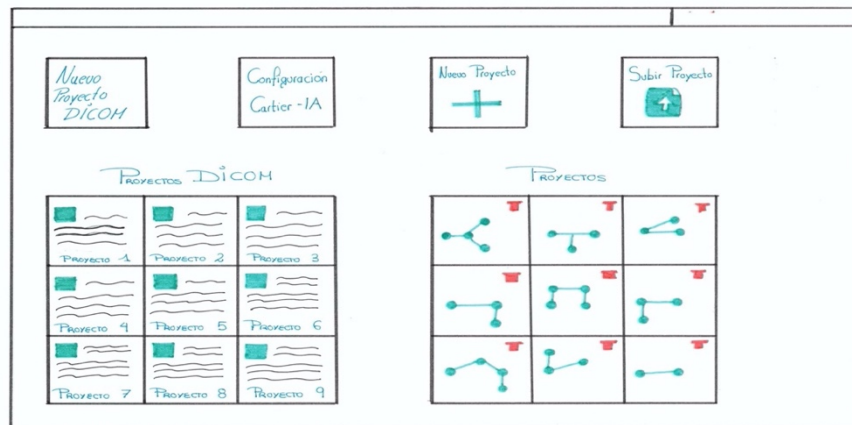 Nuevo
Proyecto
DiCOM
Configuración
Cartier-IA
Nuevo Proyecto
Subir Proyecto
PROYECTOS DiCOM
PROYECTOS
PROYECTO 1
PROYECTO 2
PROYECTO 3
PROYECTO 4
PROYECTO 5
PROYECTO 6
PROYECTO 7
PROYECTO 8
PROYECTO 9